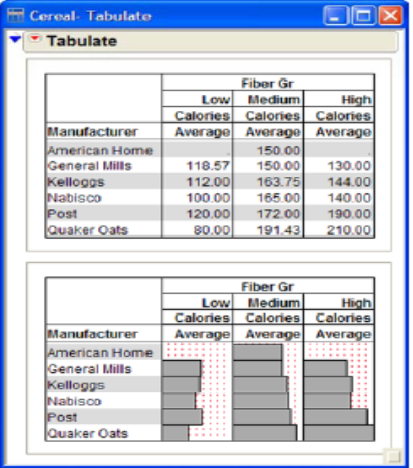 Cereal- Tabulate
Tabulate
Fiber Gr
Low Medium High
Calories Calories Calories
Manufacturer Average Average Average
American Home . 150.00 .
General Mills 118.57 150.00 130.00
Kelloggs 112.00 163.75 144.00
Nabisco 100.00 165.00 140.00
Post 120.00 172.00 190.00
Quaker Oats 80.00 191.43 210.00
Fiber Gr
Low Medium High
Calories Calories Calories
Manufacturer Average Average Average
American Home
General Mills
Kelloggs
Nabisco
Post
Quaker Oats